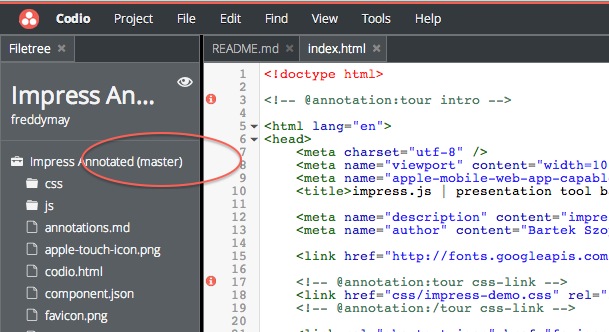 Codio Project File Edit Find View Tools Help
Filetree × README.md × index.html ×
Impress An...
freddymay
Impress Annotated (master)
css
js
annotations.md
apple-touch-icon.png
codio.html
component.json
favicon.png
1 <!doctype html>
2
3 <!-- @annotation:tour intro -->
4
5 <html lang="en">
6 <head>
7 <meta charset="utf-8" />
8 <meta name="viewport" content="width=10
9 <meta name="apple-mobile-web-app-capabl
10 <title>impress.js | presentation tool b
11
12 <meta name="description" content="impre
13 <meta name="author" content="Bartek Szo
14
15 <link href="http://fonts.googleapis.com
16
17 <!-- @annotation:tour css-link -->
18 <link href="css/impress-demo.css" rel="
19 <!-- @annotation:/tour css-link -->
20